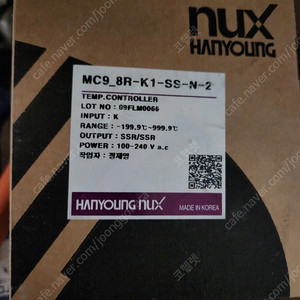 nux
HANYOUNG
MC9_8R-K1-SS-N-2
TEMP.CONTROLLER
LOT NO : 09FLM0066
INPUT : K
RANGE : -199.9℃~999.9℃
OUTPUT : SSR/SSR
POWER : 100-240 V a.c
작업자 : 정재영
HANYOUNG nux
MADE IN KOREA